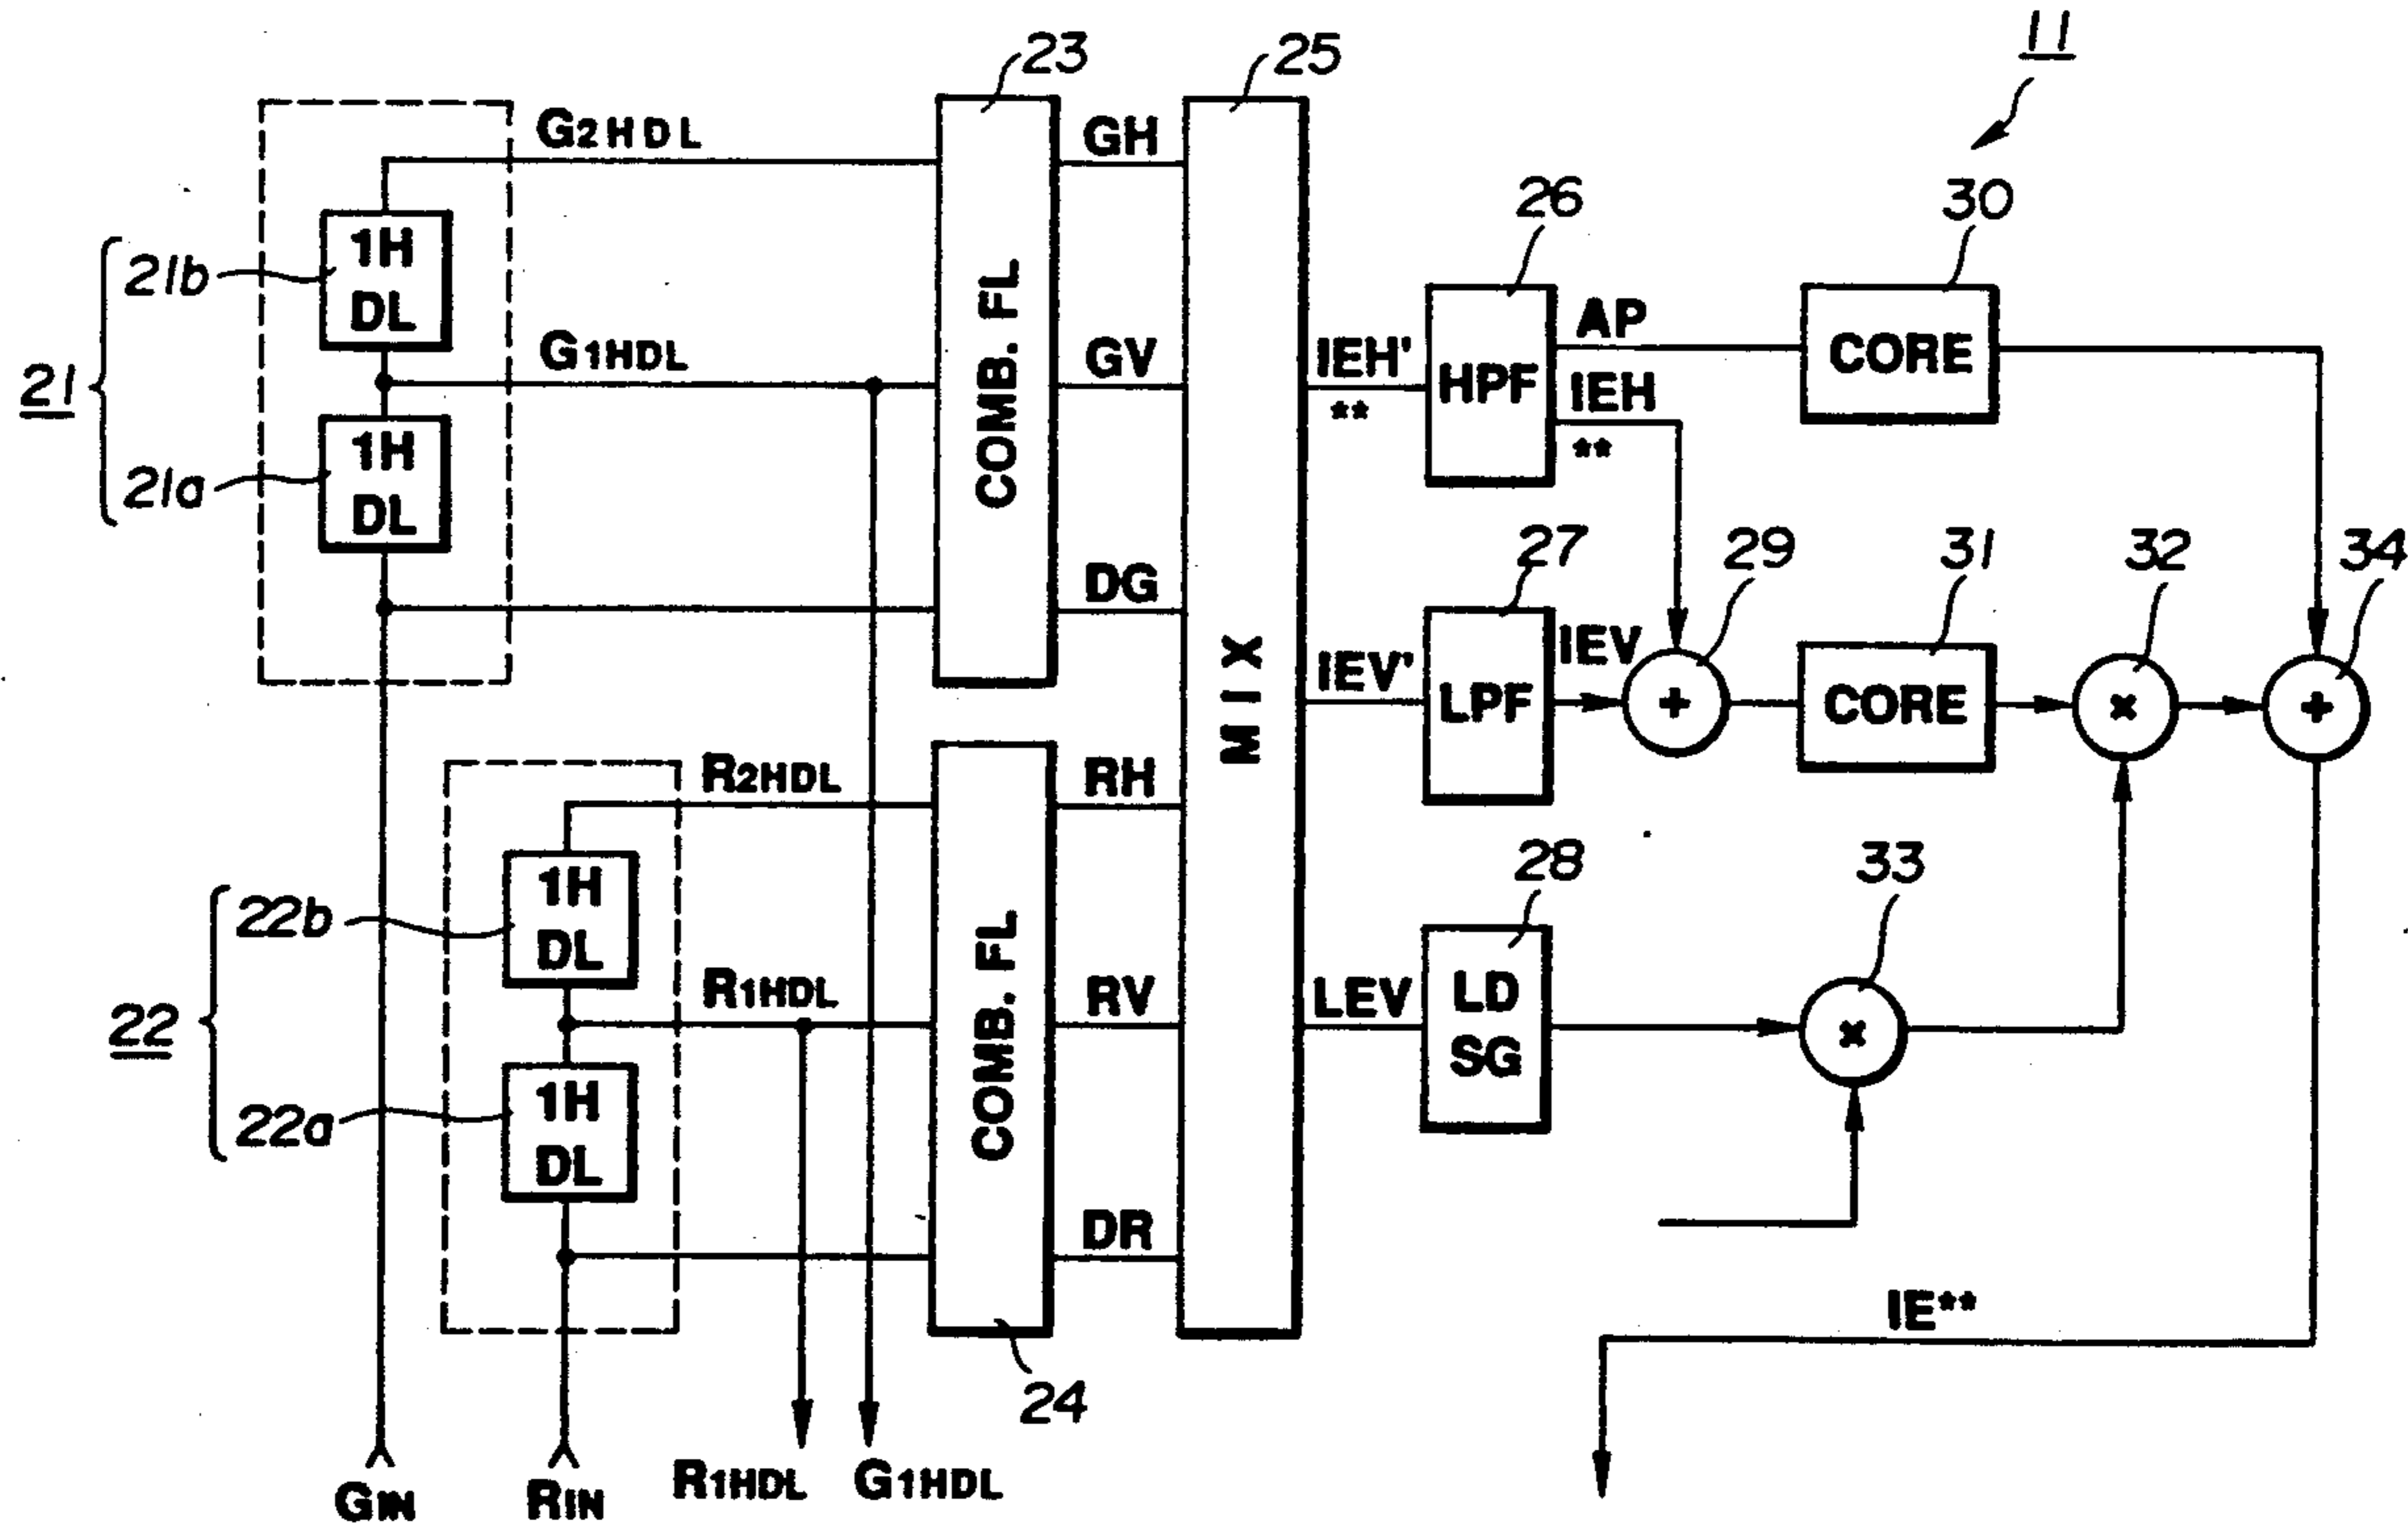 11
23
25
G2HDL
GH
30
26
21b
1H
DL
COMB. FL
AP
CORE
G1HDL
GV
IEH'
**
HPF
IEH
**
21
21a
1H
DL
27
29
31
32
34
DG
MIX
IEV'
LPF
IEV
+
CORE
×
+
R2HDL
RH
28
33
22b
1H
DL
COMB. FL
R1HDL
RV
LEV
LD
SG
×
22
22a
1H
DL
DR
IE**
24
GIN
RIN
R1HDL
G1HDL